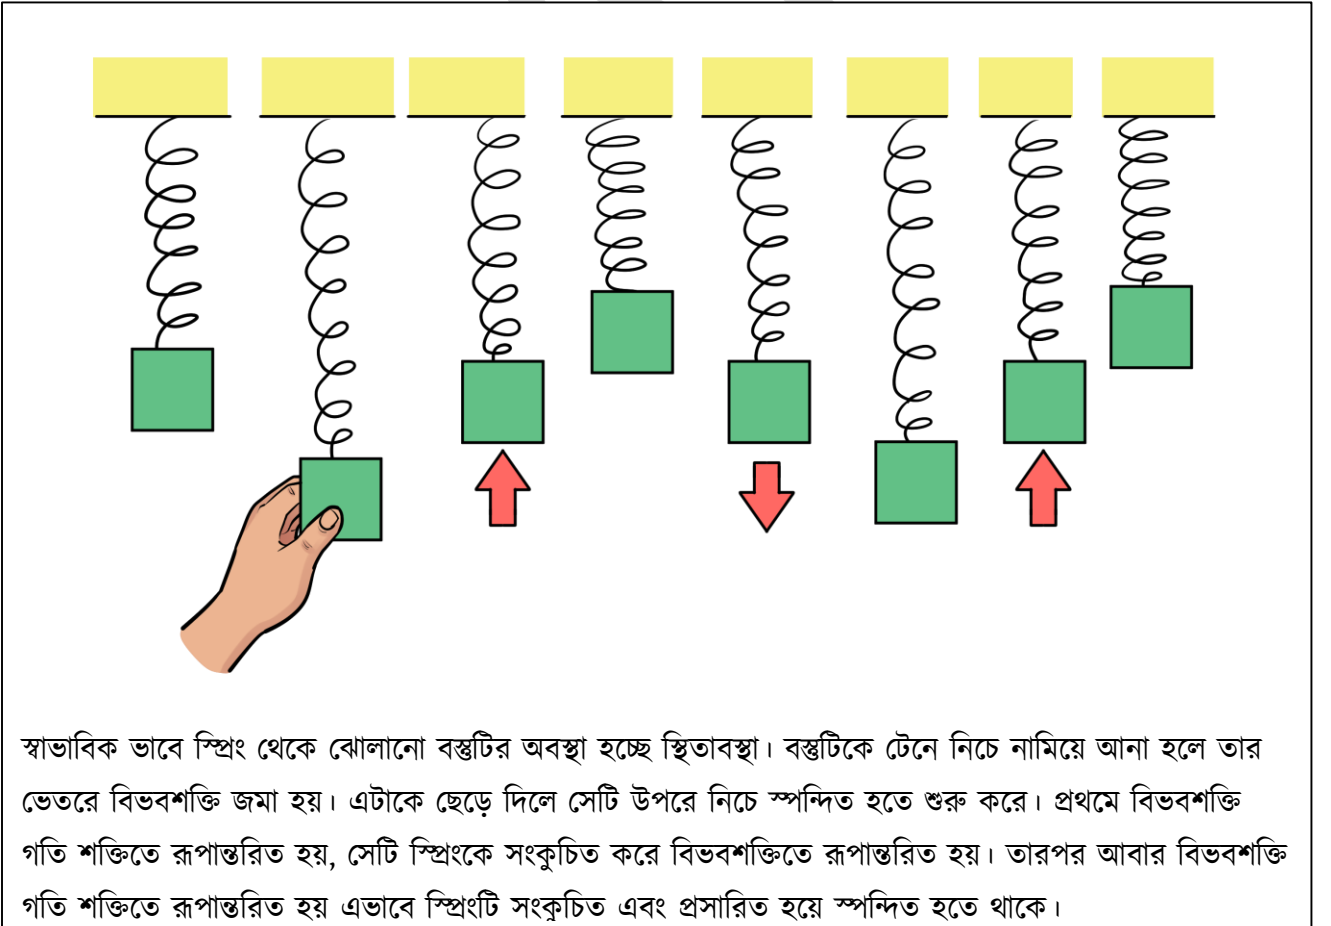 স্বাভাবিক ভাবে স্প্রিং থেকে ঝোলানো বস্তুটির অবস্থা হচ্ছে স্থিতাবস্থা। বস্তুটিকে টেনে নিচে নামিয়ে আনা হলে তার
ভেতরে বিভবশক্তি জমা হয়। এটাকে ছেড়ে দিলে সেটি উপরে নিচে স্পন্দিত হতে শুরু করে। প্রথমে বিভবশক্তি
গতি শক্তিতে রূপান্তরিত হয়, সেটি স্প্রিংকে সংকুচিত করে বিভবশক্তিতে রূপান্তরিত হয়। তারপর আবার বিভবশক্তি
গতি শক্তিতে রূপান্তরিত হয় এভাবে স্প্রিংটি সংকুচিত এবং প্রসারিত হয়ে স্পন্দিত হতে থাকে।